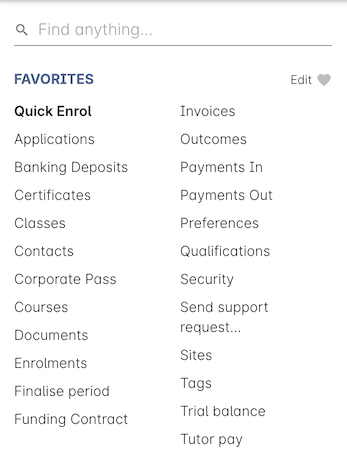 Find anything...
FAVORITES
Edit
Quick Enrol
Applications
Banking Deposits
Certificates
Classes
Contacts
Corporate Pass
Courses
Documents
Enrolments
Finalise period
Funding Contract
Invoices
Outcomes
Payments In
Payments Out
Preferences
Qualifications
Security
Send support
request...
Sites
Tags
Trial balance
Tutor pay